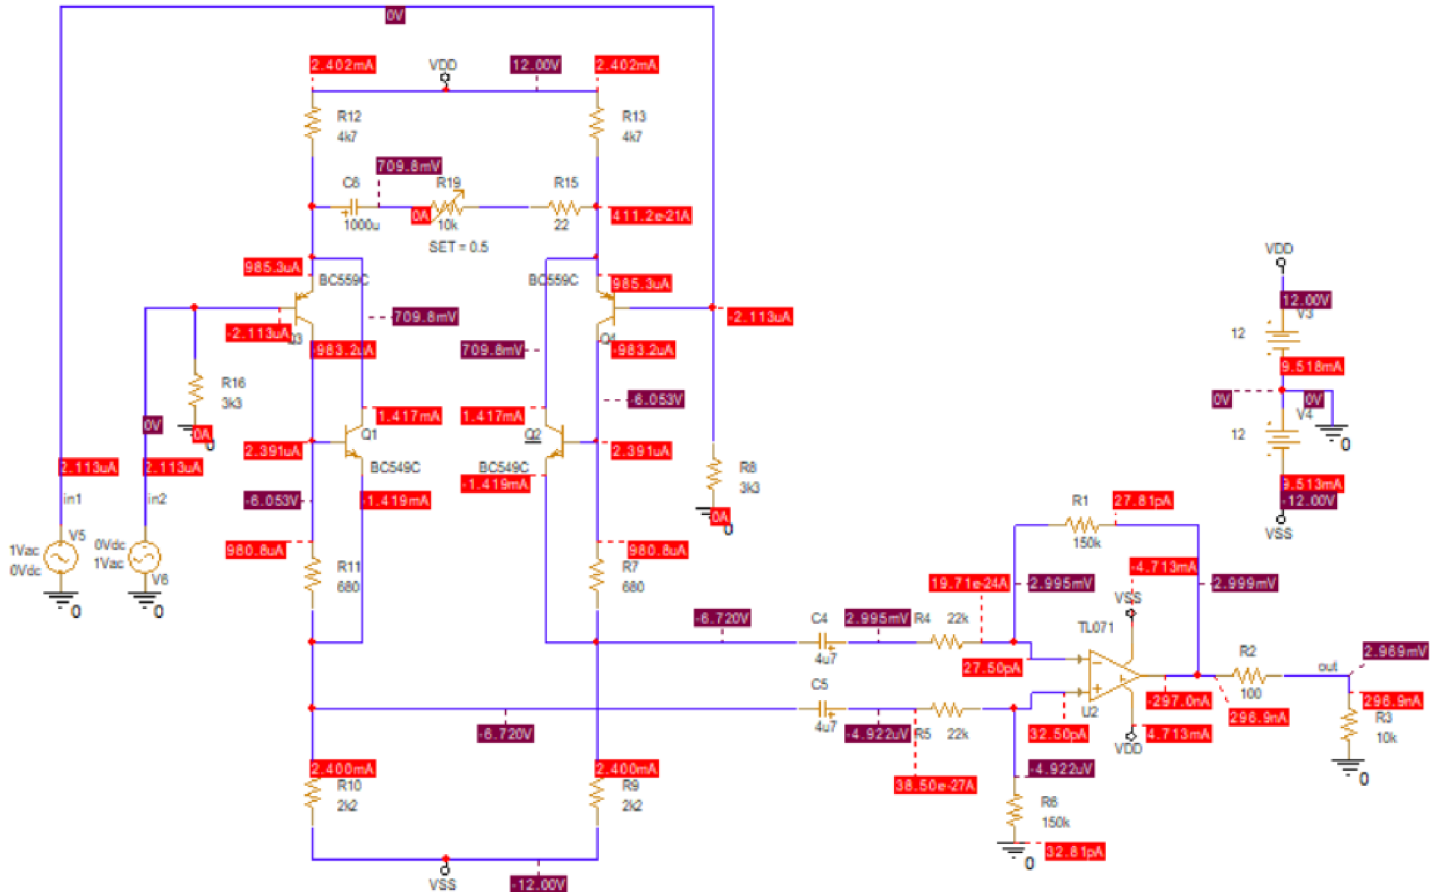 0V
2.402mA
VDD
12.00V
2.402mA
R12
4k7
R13
4k7
709.8mV
C6
R19
R15
1000u
0A
10k
22
411.2e-21A
SET = 0.5
VDD
985.3uA
BC559C
BC559C
985.3uA
12.00V
V3
-2.113uA
Q3
709.8mV
-2.113uA
12
983.2uA
709.8mV
Q4
-983.2uA
9.518mA
R16
3k3
-6.053V
0V
0V
V4
0V
0A
0
1.417mA
1.417mA
12
0
2.391uA
Q1
Q2
2.391uA
2.113uA
2.113uA
BC549C
BC549C
R8
3k3
9.513mA
-12.00V
in1
in2
-6.053V
-1.419mA
-1.419mA
0A
0
R1
27.81pA
VSS
V5
1Vac
0Vdc
0Vdc
1Vac
V6
980.8uA
980.8uA
150k
-4.713mA
R11
680
R7
680
19.71e-24A
2.995mV
2.999mV
0
0
VSS
-6.720V
C4
2.995mV
R4
22k
TL071
4u7
27.50pA
R2
out
2.969mV
C5
100
296.9nA
4u7
-4.922uV
R5
22k
32.50pA
U2
-297.0nA
296.9nA
R3
10k
-6.720V
VDD
4.713mA
2.400mA
2.400mA
-4.922uV
0
R10
2k2
R9
2k2
38.50e-27A
R6
150k
0
32.81pA
VSS
-12.00V